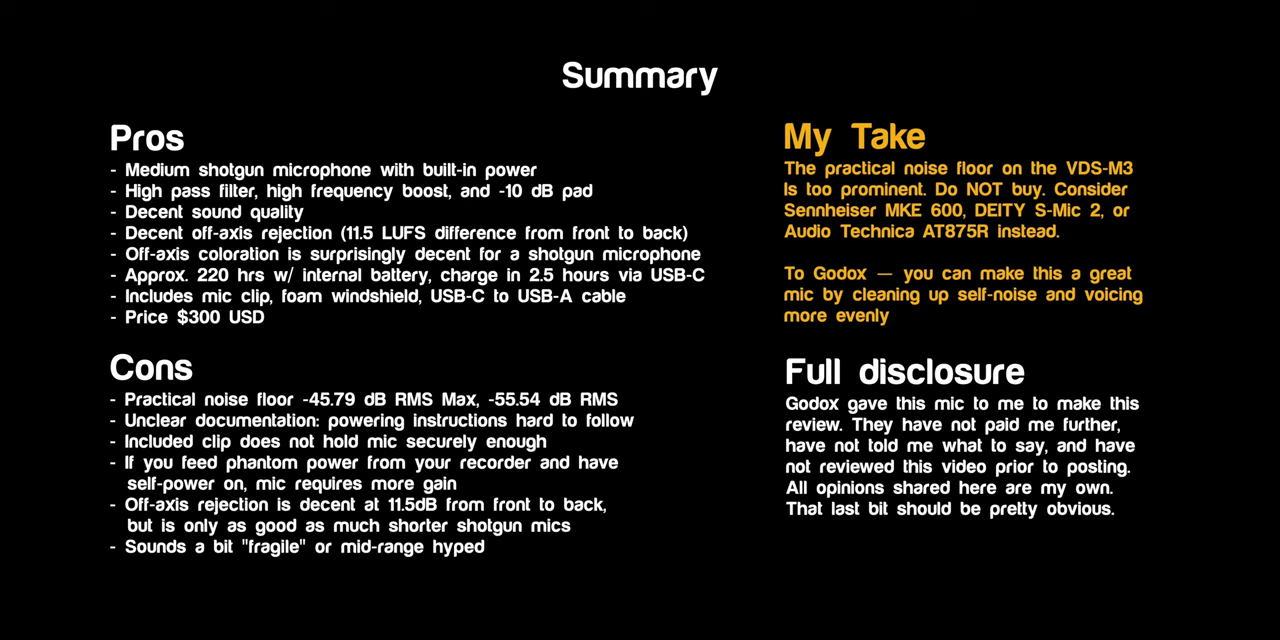 Summary
Pros
- Medium shotgun microphone with built-in power
- High pass filter, high frequency boost, and -10 dB pad
- Decent sound quality
- Decent off-axis rejection (11.5 LUFS difference from front to back)
- Off-axis coloration is surprisingly decent for a shotgun microphone
- Approx. 220 hrs w/ internal battery, charge in 2.5 hours via USB-C
- Includes mic clip, foam windshield, USB-C to USB-A cable
- Price $300 USD
Cons
- Practical noise floor -45.79 dB RMS Max, -55.54 dB RMS
- Unclear documentation: powering instructions hard to follow
- Included clip does not hold mic securely enough
- If you feed phantom power from your recorder and have
self-power on, mic requires more gain
- Off-axis rejection is decent at 11.5dB from front to back,
but is only as good as much shorter shotgun mics
- Sounds a bit "fragile" or mid-range hyped
My Take
The practical noise floor on the VDS-M3
Is too prominent. Do NOT buy. Consider
Sennheiser MKE 600, DEITY S-Mic 2, or
Audio Technica AT875R instead.
To Godox — you can make this a great
mic by cleaning up self-noise and voicing
more evenly
Full disclosure
Godox gave this mic to me to make this
review. They have not paid me further,
have not told me what to say, and have
not reviewed this video prior to posting.
All opinions shared here are my own.
That last bit should be pretty obvious.